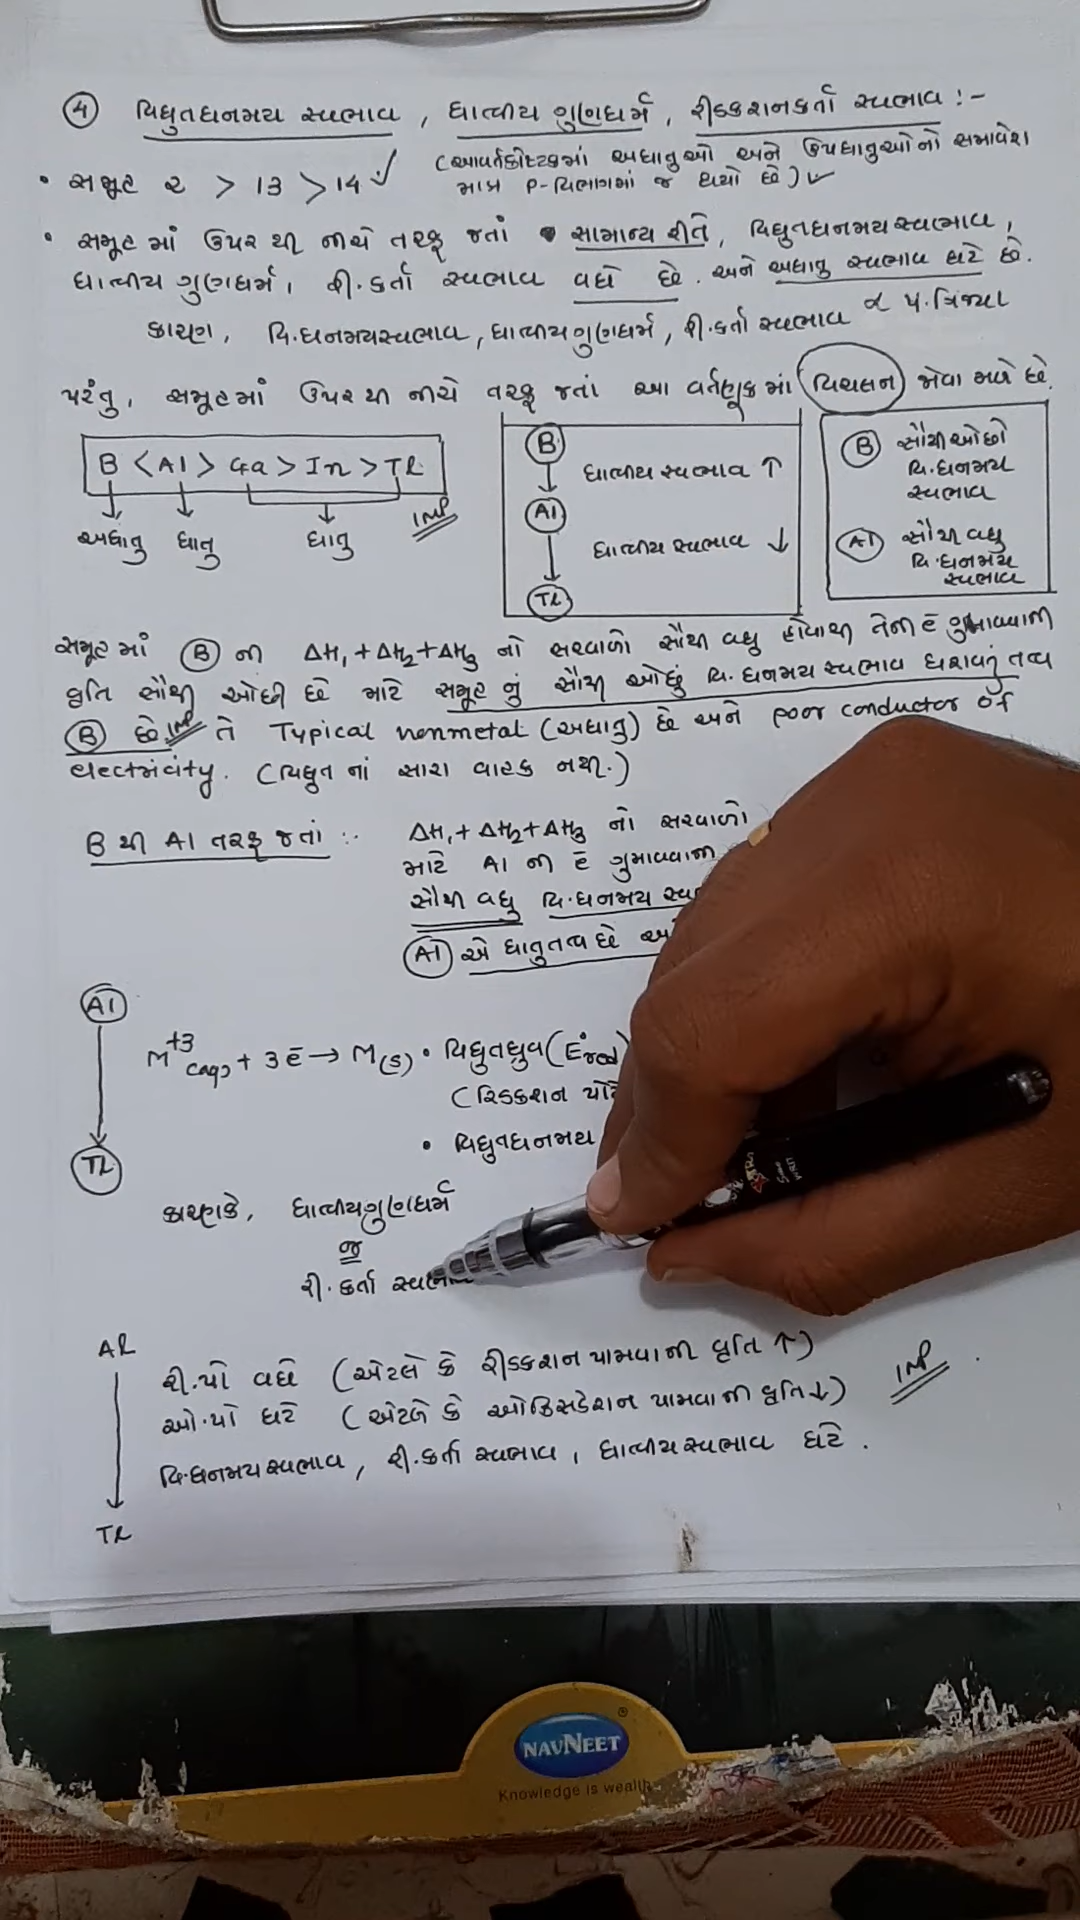 ④ વિદ્યુતધનમય સ્વભાવ, ધાત્વીય ગુણધર્મ, રીડક્શનકર્તા સ્વભાવ :-
• સમૂહ 2 > 13 > 14 ✓
(આવર્તકોષ્ટકમાં અધાતુઓ અને ઉપધાતુઓનો સમાવેશ
માત્ર P-વિભાગમાં જ થયો છે) ✓
• સમૂહ માં ઉપર થી નીચે તરફ જતાં સામાન્ય રીતે, વિદ્યુતધનમય સ્વભાવ,
ધાત્વીય ગુણધર્મ, રી.કર્તા સ્વભાવ વધે છે. અને અધાતુ સ્વભાવ ઘટે છે.
કારણ, વિ.ધનમય સ્વભાવ, ધાત્વીય ગુણધર્મ, રી.કર્તા સ્વભાવ ∝ પ.ત્રિજ્યા
પરંતુ, સમૂહમાં ઉપર થી નીચે તરફ જતાં આ વર્તણૂકમાં વિચલન જોવા મળે છે.
B < Al > Ga > In > Tl
અધાતુ ધાતુ ધાતુ IMP
B
ધાત્વીય સ્વભાવ ↑
Al
ધાત્વીય સ્વભાવ ↓
Tl
B સૌથી ઓછો
વિ.ધનમય
સ્વભાવ
Al સૌથી વધુ
વિ.ધનમય
સ્વભાવ
સમૂહ માં B ની ΔH₁ + ΔH₂ + ΔH₃ નો સરવાળો સૌથી વધુ હોવાથી તેની ē ગુમાવવાની
વૃતિ સૌથી ઓછી છે માટે સમૂહ નું સૌથી ઓછું વિ.ધનમય સ્વભાવ ધરાવતું તત્વ
B છે. IMP તે Typical nonmetal (અધાતુ) છે અને poor conductor of
electricity. (વિદ્યુત નાં સારા વાહક નથી.)
B થી Al તરફ જતાં :- ΔH₁ + ΔH₂ + ΔH₃ નો સરવાળો
માટે Al ની ē ગુમાવવાની
સૌથી વધુ વિ.ધનમય
Al એ ધાતુતત્વ છે
Al
M⁺³(aq) + 3ē → M(s) • વિદ્યુતધ્રુવ (E°red)
(રિડક્શન
• વિદ્યુતધનમય
Tl
કારણકે, ધાત્વીયગુણધર્મ
જ
રી.કર્તા સ્વભાવ
Al
રી.પો વધે (એટલે કે રીડક્શન પામવાની વૃતિ ↑)
ઓ.પો ઘટે (એટલે કે ઓક્સિડેશન પામવાની વૃતિ ↓) IMP
વિ.ધનમય સ્વભાવ, રી.કર્તા સ્વભાવ, ધાત્વીય સ્વભાવ ઘટે.
Tl
NAVNEET
Knowledge is wealth